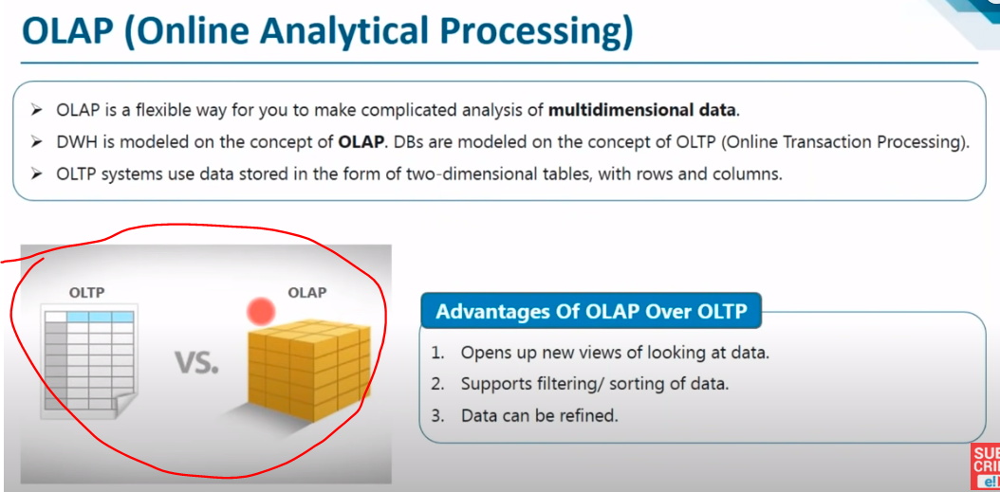 OLAP (Online Analytical Processing)
➤ OLAP is a flexible way for you to make complicated analysis of multidimensional data.
➤ DWH is modeled on the concept of OLAP. DBs are modeled on the concept of OLTP (Online Transaction Processing).
➤ OLTP systems use data stored in the form of two-dimensional tables, with rows and columns.
OLTP
OLAP
VS.
Advantages Of OLAP Over OLTP
1. Opens up new views of looking at data.
2. Supports filtering/ sorting of data.
3. Data can be refined.